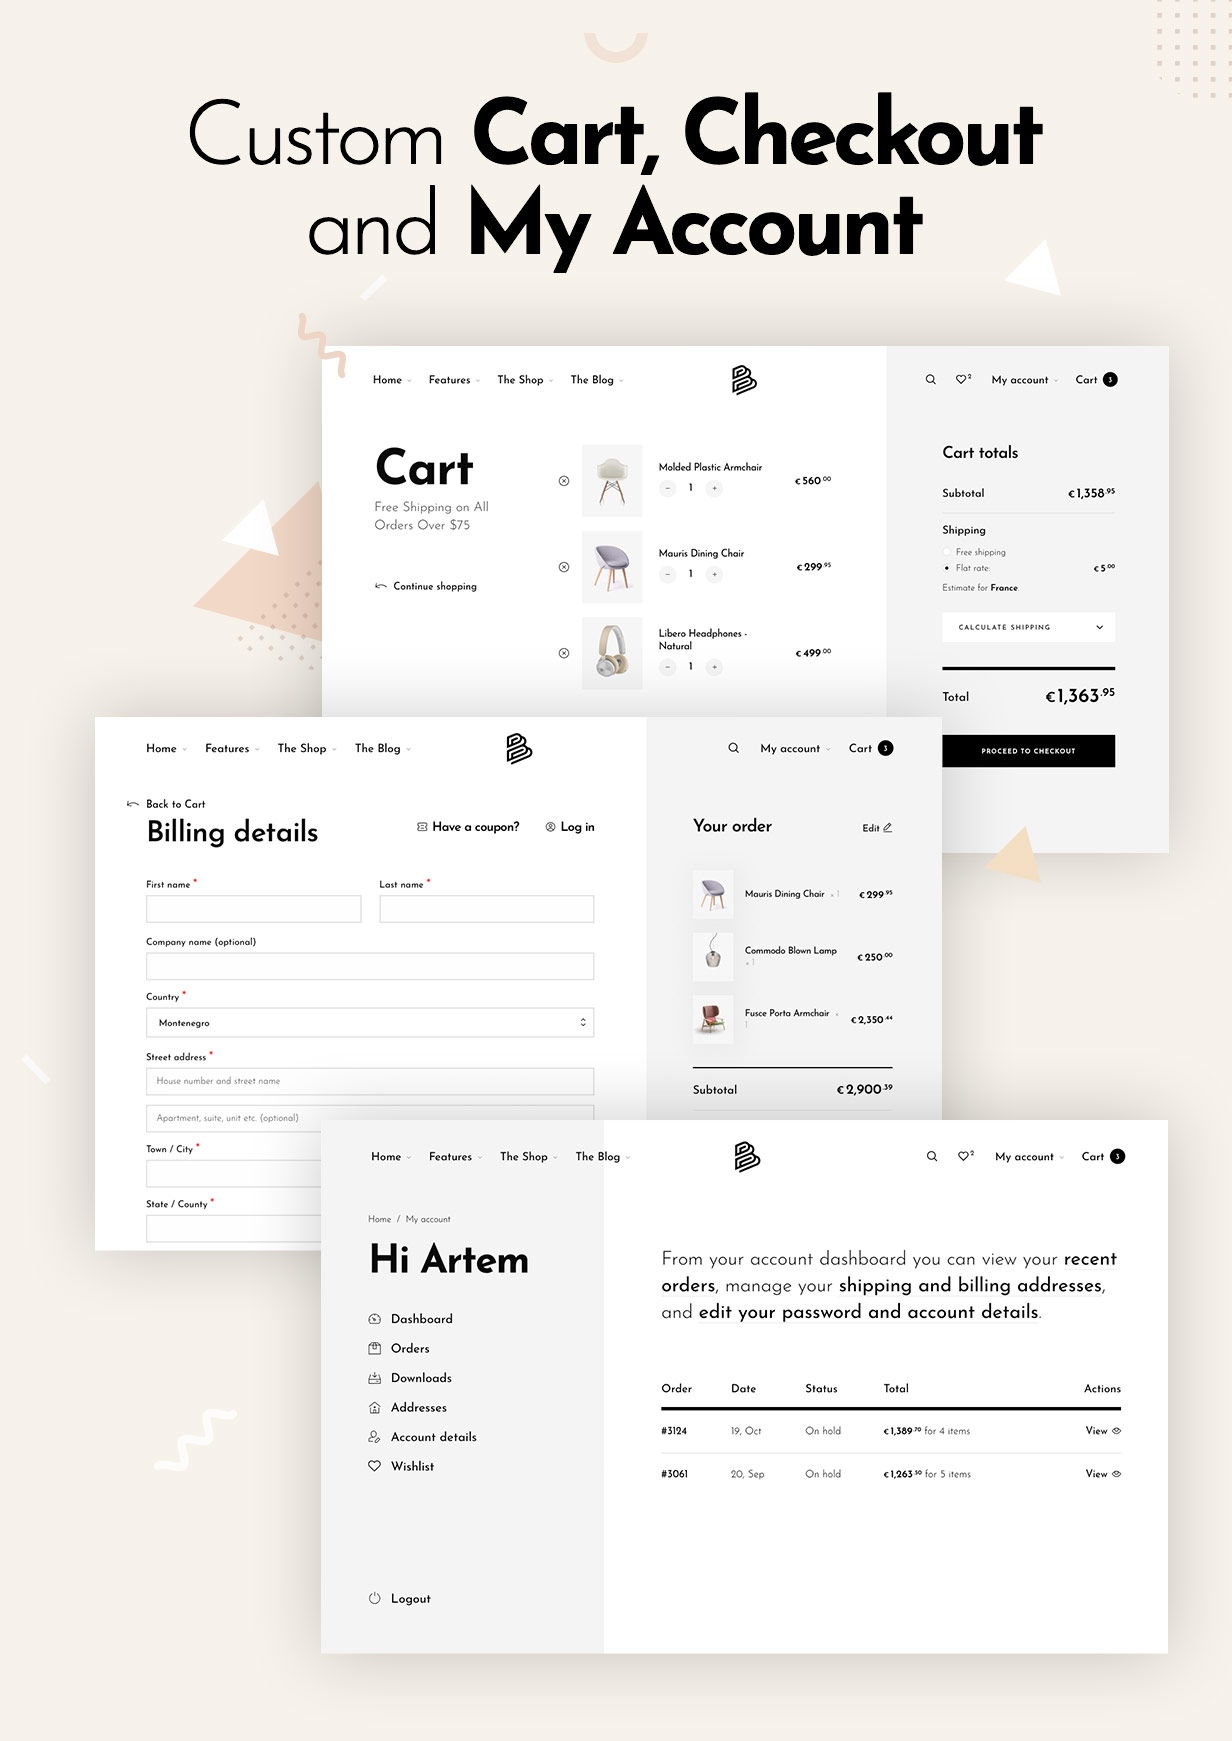 Custom Cart, Checkout
and My Account
Home Features The Shop The Blog
2 My account Cart 3
Cart
Free Shipping on All
Orders Over $75
Continue shopping
Molded Plastic Armchair
− 1 +
€560.00
Mauris Dining Chair
− 1 +
€299.95
Libero Headphones -
Natural
− 1 +
€499.00
Cart totals
Subtotal €1,358.95
Shipping
Free shipping
Flat rate: €5.00
Estimate for France.
CALCULATE SHIPPING
Total €1,363.95
PROCEED TO CHECKOUT
Home Features The Shop The Blog
My account Cart 3
Back to Cart
Billing details
Have a coupon? Log in
First name *
Last name *
Company name (optional)
Country *
Montenegro
Street address *
House number and street name
Apartment, suite, unit etc. (optional)
Town / City *
State / County *
Your order
Edit
Mauris Dining Chair × 1 €299.95
Commodo Blown Lamp
× 1
€250.00
Fusce Porta Armchair ×
1
€2,350.44
Subtotal €2,900.39
Home Features The Shop The Blog
2 My account Cart 3
Home / My account
Hi Artem
Dashboard
Orders
Downloads
Addresses
Account details
Wishlist
Logout
From your account dashboard you can view your recent
orders, manage your shipping and billing addresses,
and edit your password and account details.
Order Date Status Total Actions
#3124 19, Oct On hold €1,389.70 for 4 items View
#3061 20, Sep On hold €1,263.50 for 5 items View